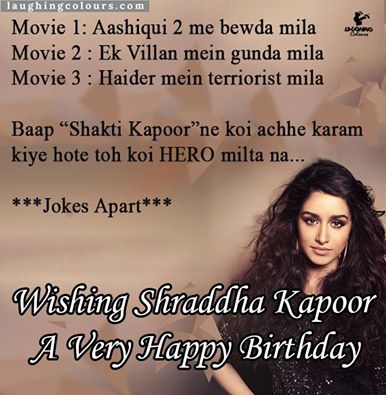 laughingcolours.com
LAUGHING
Colours
Movie 1: Aashiqui 2 me bewda mila
Movie 2 : Ek Villan mein gunda mila
Movie 3 : Haider mein terriorist mila
Baap “Shakti Kapoor”ne koi achhe karam
kiye hote toh koi HERO milta na...
***Jokes Apart***
Wishing Shraddha Kapoor
A Very Happy Birthday